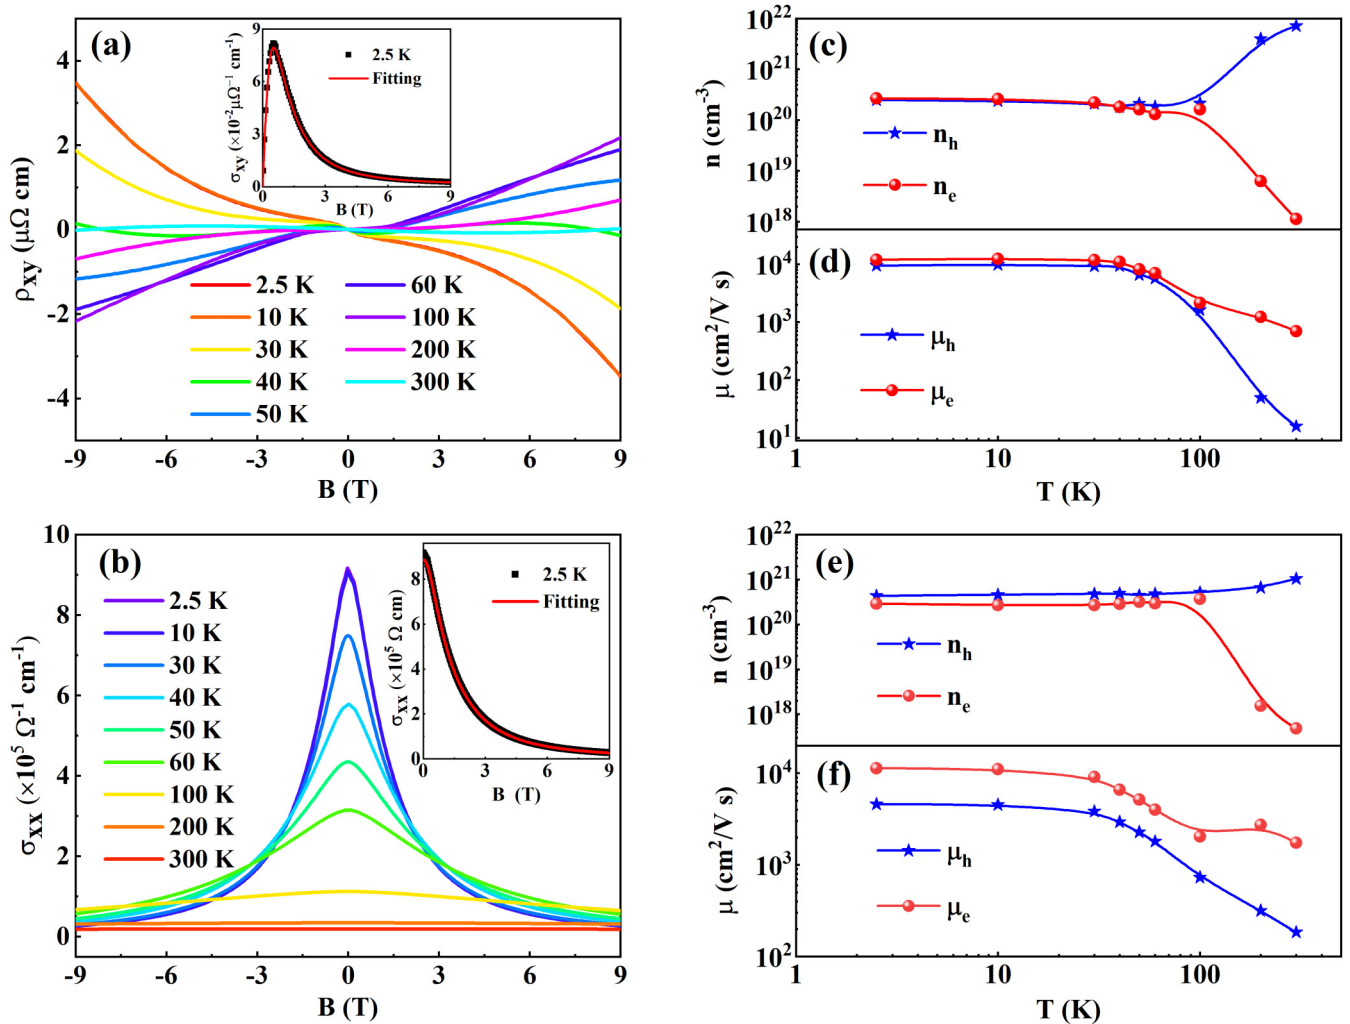 (a)
4
2
0
-2
-4
ρxy (μΩ cm)
-9 -6 -3 0 3 6 9
B (T)
2.5 K
10 K
30 K
40 K
50 K
60 K
100 K
200 K
300 K
9
6
3
0
σxy (×10⁻²μΩ⁻¹ cm⁻¹)
0 3 6 9
B (T)
2.5 K
Fitting
(c)
10²²
10²¹
10²⁰
10¹⁹
10¹⁸
n (cm⁻³)
nh
ne
(d)
10⁴
10³
10²
10¹
μ (cm²/V s)
μh
μe
1 10 100
T (K)
(b)
10
8
6
4
2
0
σxx (×10⁵ Ω⁻¹ cm⁻¹)
-9 -6 -3 0 3 6 9
B (T)
2.5 K
10 K
30 K
40 K
50 K
60 K
100 K
200 K
300 K
8
6
4
2
0
σxx (×10⁵ Ω cm)
0 3 6 9
B (T)
2.5 K
Fitting
(e)
10²²
10²¹
10²⁰
10¹⁹
10¹⁸
n (cm⁻³)
nh
ne
(f)
10⁴
10³
10²
μ (cm²/V s)
μh
μe
1 10 100
T (K)